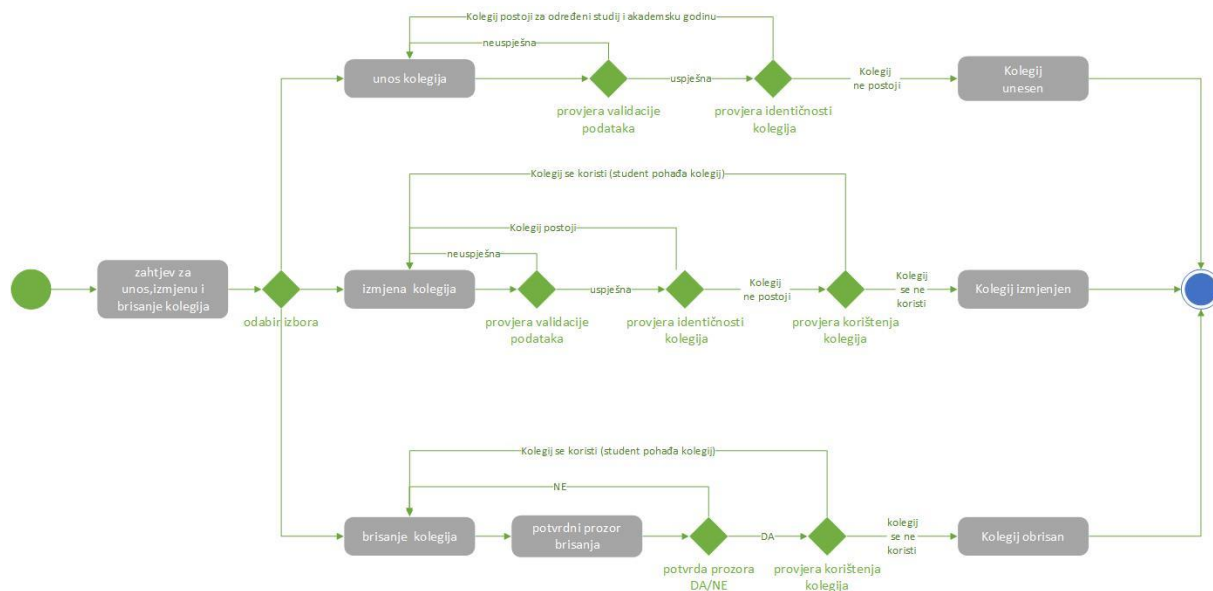 Kolegij postoji za određeni studij i akademsku godinu
neuspješna
unos kolegija
uspješna
Kolegij
ne postoji
Kolegij
unesen
provjera validacije
podataka
provjera identičnosti
kolegija
Kolegij se koristi (student pohađa kolegij)
Kolegij postoji
neuspješna
zahtjev za
unos,izmjenu i
brisanje kolegija
odabir izbora
izmjena kolegija
uspješna
Kolegij
ne postoji
Kolegij
se ne
koristi
Kolegij izmjenjen
provjera validacije
podataka
provjera identičnosti
kolegija
provjera korištenja
kolegija
Kolegij se koristi (student pohađa kolegij)
NE
brisanje kolegija
potvrdni prozor
brisanja
DA
kolegij
se ne
koristi
Kolegij obrisan
potvrda prozora
DA/NE
provjera korištenja
kolegija